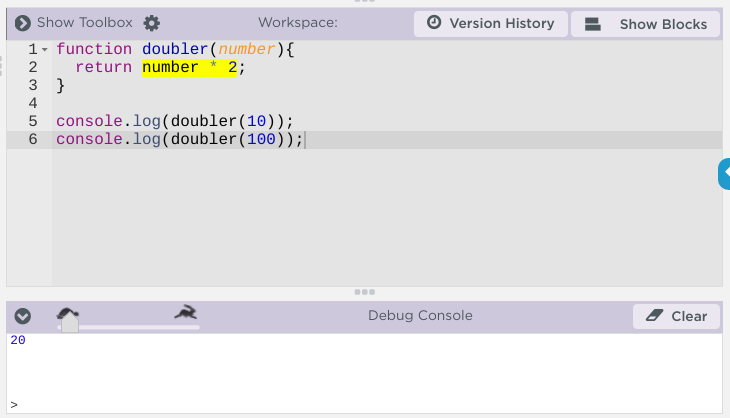 Show Toolbox Workspace: Version History Show Blocks
1 function doubler(number){
2   return number * 2;
3 }
4
5 console.log(doubler(10));
6 console.log(doubler(100));
Debug Console Clear
20
>